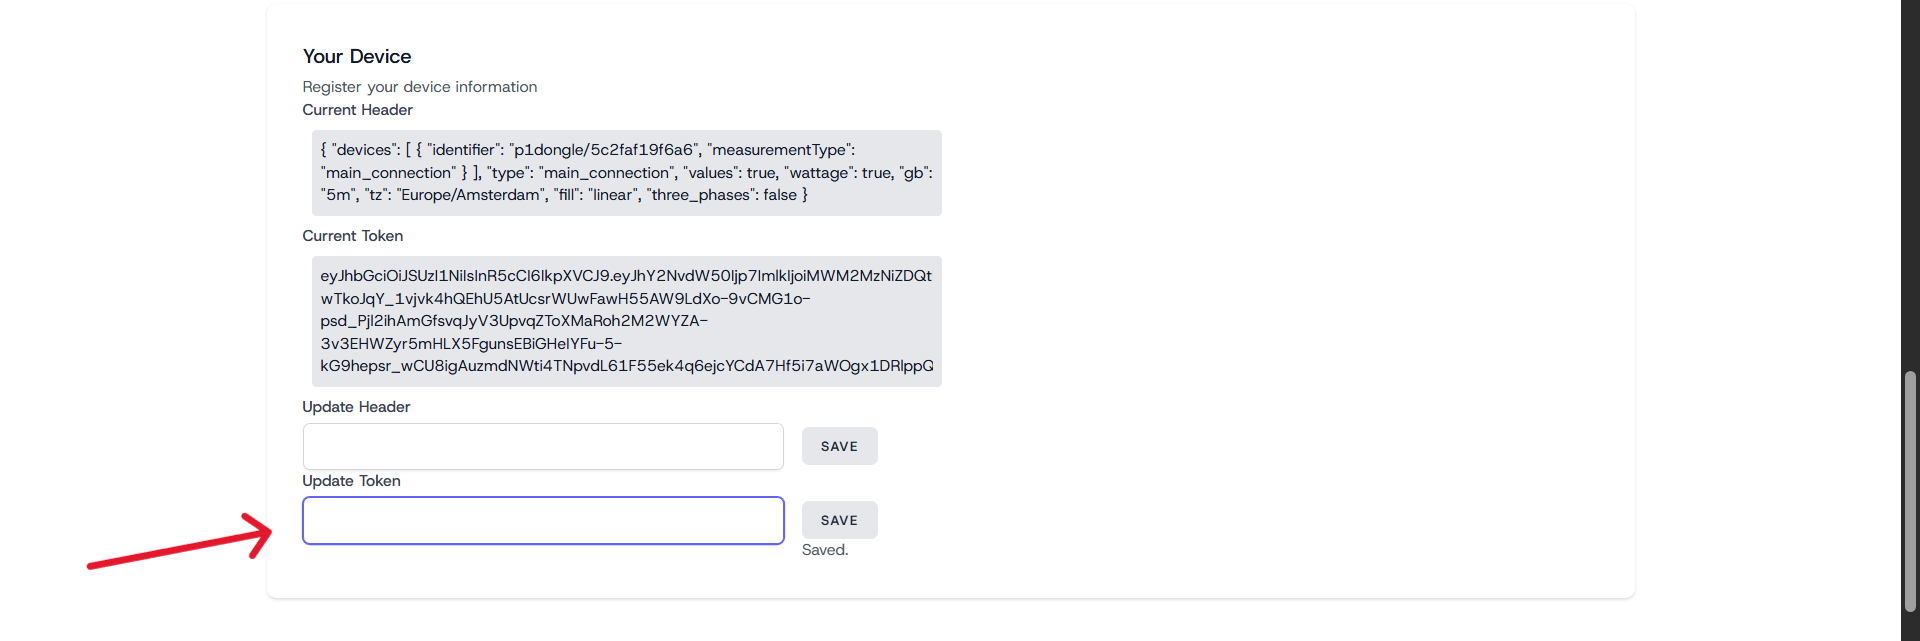 Your Device
Register your device information
Current Header
{ "devices": [ { "identifier": "p1dongle/5c2faf19f6a6", "measurementType":
"main_connection" } ], "type": "main_connection", "values": true, "wattage": true, "gb":
"5m", "tz": "Europe/Amsterdam", "fill": "linear", "three_phases": false }
Current Token
eyJhbGciOiJSUzI1NiIsInR5cCI6IkpXVCJ9.eyJhY2NvdW50Ijp7ImlkIjoiMWM2MzNiZDQt
wTkoJqY_1vjvk4hQEhU5AtUcsrWUwFawH55AW9LdXo-9vCMG1o-
psd_Pjl2ihAmGfsvqJyV3UpvqZToXMaRoh2M2WYZA-
3v3EHWZyr5mHLX5FgunsEBiGHeIYFu-5-
kG9hepsr_wCU8igAuzmdNWti4TNpvdL61F55ek4q6ejcYCdA7Hf5i7aWOgx1DRlppQ
Update Header
SAVE
Update Token
SAVE
Saved.